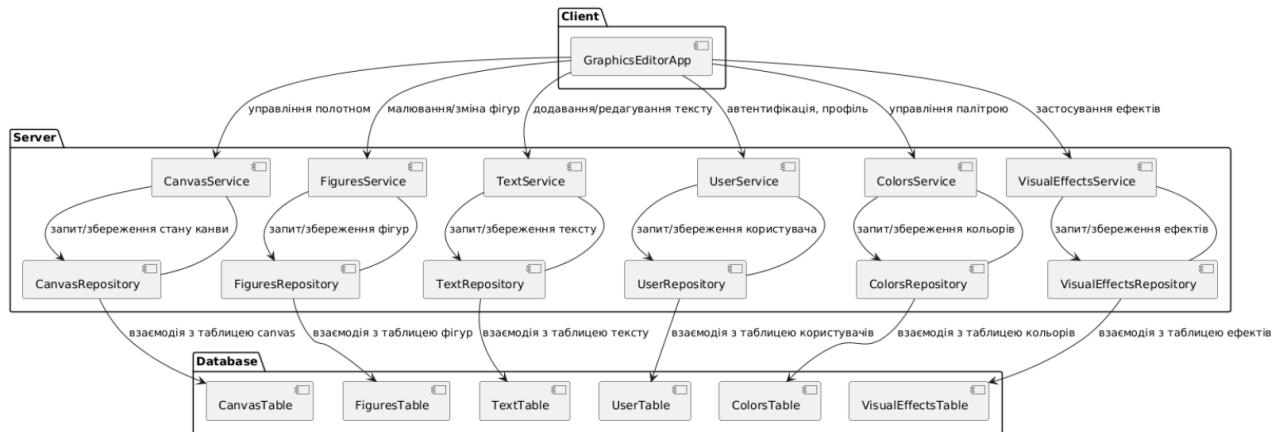 Client
GraphicsEditorApp
управління полотном
малювання/зміна фігур
додавання/редагування тексту
автентифікація, профіль
управління палітрою
застосування ефектів
Server
CanvasService
FiguresService
TextService
UserService
ColorsService
VisualEffectsService
запит/збереження стану канви
запит/збереження фігур
запит/збереження тексту
запит/збереження користувача
запит/збереження кольорів
запит/збереження ефектів
CanvasRepository
FiguresRepository
TextRepository
UserRepository
ColorsRepository
VisualEffectsRepository
взаємодія з таблицею canvas
взаємодія з таблицею фігур
взаємодія з таблицею тексту
взаємодія з таблицею користувачів
взаємодія з таблицею кольорів
взаємодія з таблицею ефектів
Database
CanvasTable
FiguresTable
TextTable
UserTable
ColorsTable
VisualEffectsTable